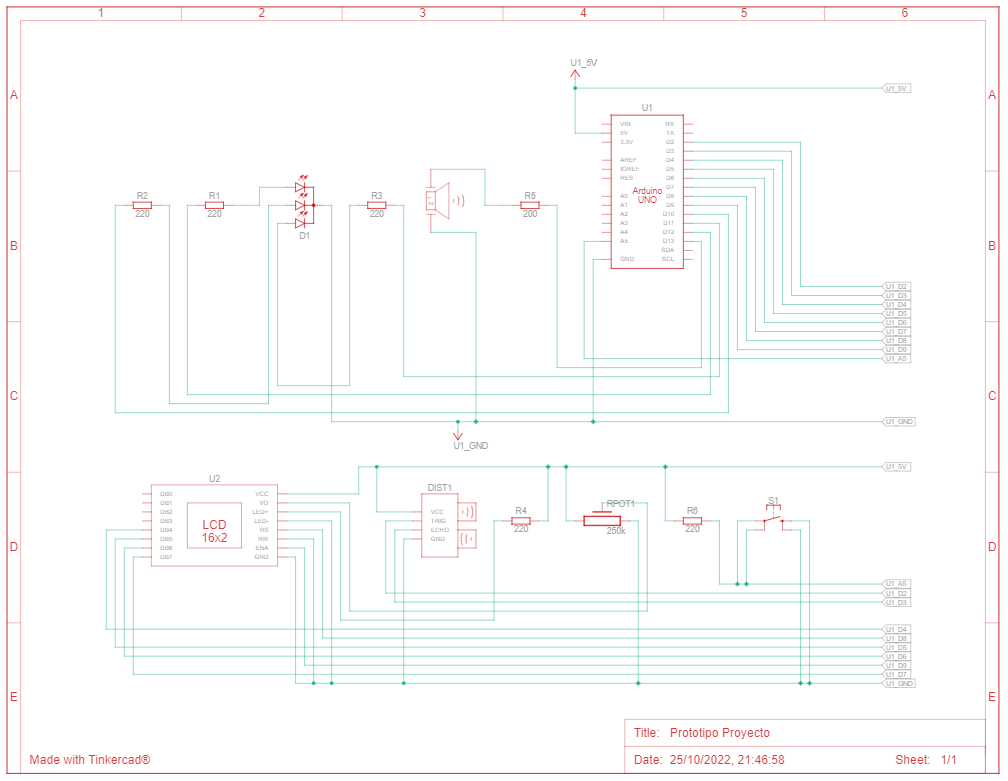 1 2 3 4 5 6
A A
B B
C C
D D
E E
U1_5V
U1_5V
U1
VIN
5V
3.3V
AREF
IOREF
RES
A0
A1
A2
A3
A4
A5
GND
Arduino
UNO
RX
TX
D2
D3
D4
D5
D6
D7
D8
D9
D10
D11
D12
D13
SDA
SCL
R2
220
R1
220
D1
R3
220
R5
200
U1_D2
U1_D3
U1_D4
U1_D5
U1_D6
U1_D7
U1_D8
U1_D9
U1_A5
U1_GND
U1_GND
U1_5V
U2
DB0
DB1
DB2
DB3
DB4
DB5
DB6
DB7
LCD
16x2
VCC
VO
LED+
LED-
RS
RW
ENA
GND
DIST1
VCC
TRIG
ECHO
GND
R4
220
RPOT1
250k
R6
220
S1
U1_A5
U1_D2
U1_D3
U1_D4
U1_D8
U1_D5
U1_D6
U1_D9
U1_D7
U1_GND
Title: Prototipo Proyecto
Made with Tinkercad®
Date: 25/10/2022, 21:46:58 Sheet: 1/1